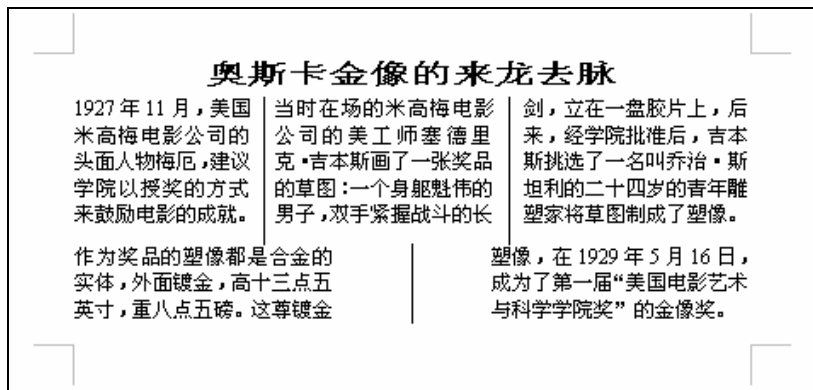 奥斯卡金像的来龙去脉
1927年11月，美国
米高梅电影公司的
头面人物梅厄，建议
学院以授奖的方式
来鼓励电影的成就。
当时在场的米高梅电影
公司的美工师塞德里
克·吉本斯画了一张奖品
的草图：一个身躯魁伟的
男子，双手紧握战斗的长
剑，立在一盘胶片上，后
来，经学院批准后，吉本
斯挑选了一名叫乔治·斯
坦利的二十四岁的青年雕
塑家将草图制成了塑像。
作为奖品的塑像都是合金的
实体，外面镀金，高十三点五
英寸，重八点五磅。这尊镀金
塑像，在1929年5月16日，
成为了第一届“美国电影艺术
与科学学院奖”的金像奖。